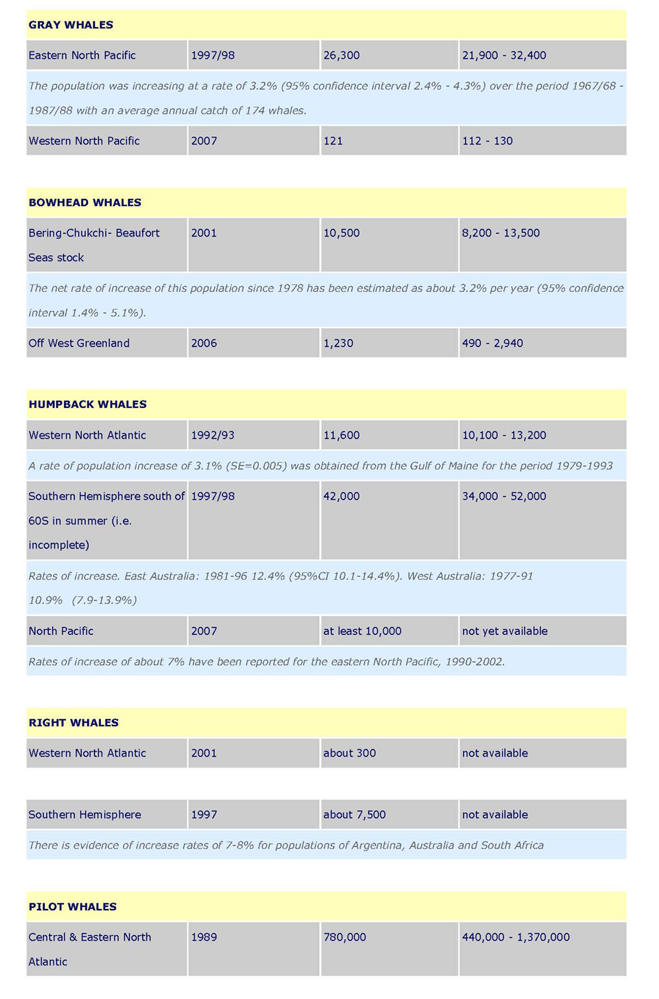 GRAY WHALES
Eastern North Pacific 1997/98 26,300 21,900 - 32,400
The population was increasing at a rate of 3.2% (95% confidence interval 2.4% - 4.3%) over the period 1967/68 -
1987/88 with an average annual catch of 174 whales.
Western North Pacific 2007 121 112 - 130
BOWHEAD WHALES
Bering-Chukchi- Beaufort 2001 10,500 8,200 - 13,500
Seas stock
The net rate of increase of this population since 1978 has been estimated as about 3.2% per year (95% confidence
interval 1.4% - 5.1%).
Off West Greenland 2006 1,230 490 - 2,940
HUMPBACK WHALES
Western North Atlantic 1992/93 11,600 10,100 - 13,200
A rate of population increase of 3.1% (SE=0.005) was obtained from the Gulf of Maine for the period 1979-1993
Southern Hemisphere south of 1997/98 42,000 34,000 - 52,000
60S in summer (i.e.
incomplete)
Rates of increase. East Australia: 1981-96 12.4% (95%CI 10.1-14.4%). West Australia: 1977-91
10.9% (7.9-13.9%)
North Pacific 2007 at least 10,000 not yet available
Rates of increase of about 7% have been reported for the eastern North Pacific, 1990-2002.
RIGHT WHALES
Western North Atlantic 2001 about 300 not available
Southern Hemisphere 1997 about 7,500 not available
There is evidence of increase rates of 7-8% for populations of Argentina, Australia and South Africa
PILOT WHALES
Central & Eastern North 1989 780,000 440,000 - 1,370,000
Atlantic